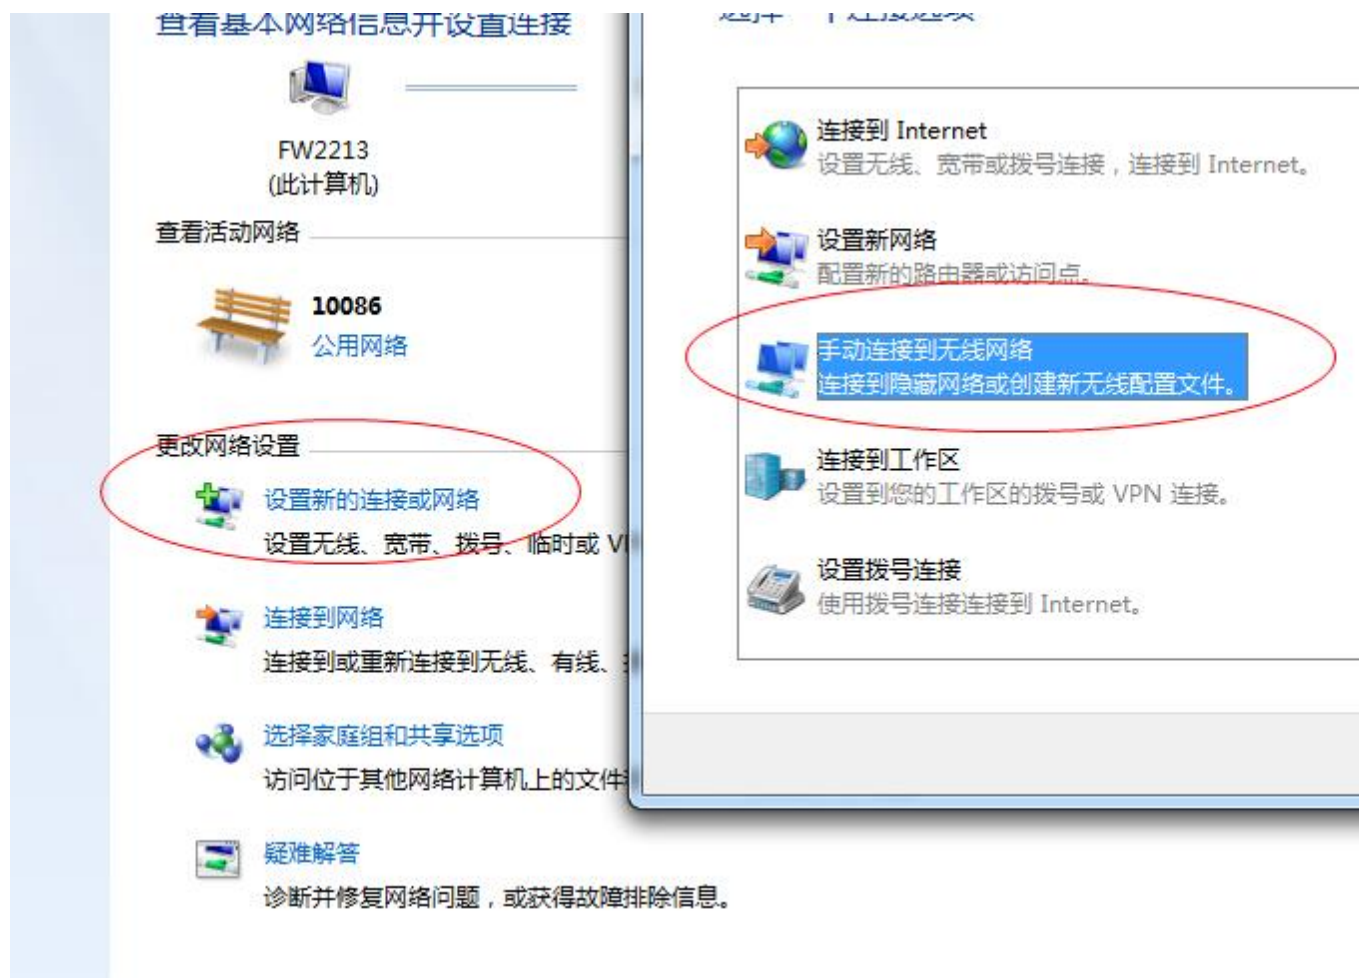 查看基本网络信息并设置连接
FW2213
(此计算机)
查看活动网络
10086
公用网络
更改网络设置
设置新的连接或网络
设置无线、宽带、拨号、临时或
连接到网络
连接到或重新连接到无线、有线、
选择家庭组和共享选项
访问位于其他网络计算机上的文件
疑难解答
诊断并修复网络问题，或获得故障排除信息。
选择一个连接选项
连接到 Internet
设置无线、宽带或拨号连接，连接到 Internet。
设置新网络
配置新的路由器或访问点。
手动连接到无线网络
连接到隐藏网络或创建新无线配置文件。
连接到工作区
设置到您的工作区的拨号或 VPN 连接。
设置拨号连接
使用拨号连接连接到 Internet。